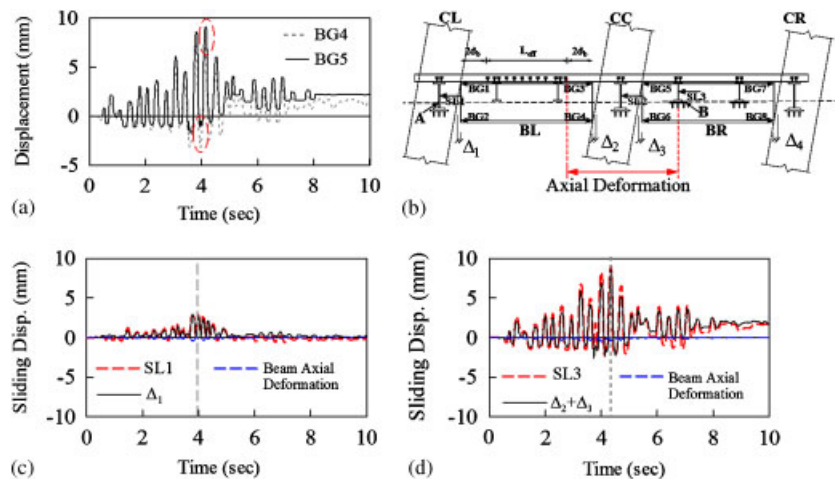 (a)
Displacement (mm)
10
5
0
-5
0 2 4 6 8 10
Time (sec)
BG4
BG5
(b)
CL CC CR
BG1 BG3 BG5 BG7
SL3
A B
BG2 BG4 BG6 BG8
BL BR
Δ1 Δ2 Δ3 Δ4
Axial Deformation
(c)
Sliding Disp. (mm)
10
5
0
-5
-10
0 2 4 6 8 10
Time (sec)
SL1
Δ1
Beam Axial
Deformation
(d)
Sliding Disp. (mm)
10
5
0
-5
-10
0 2 4 6 8 10
Time (sec)
SL3
Δ2+Δ3
Beam Axial
Deformation